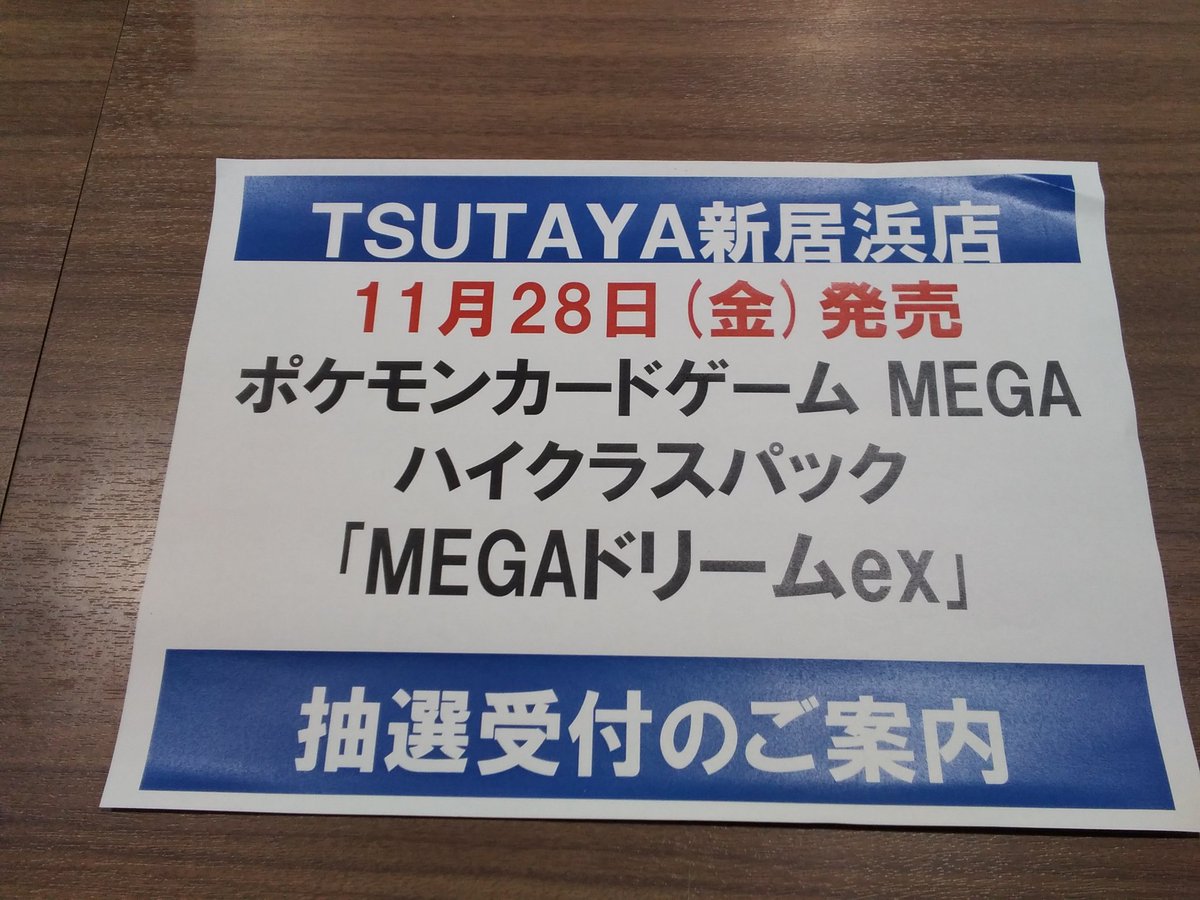 TSUTAYA新居浜店
11月28日(金)発売
ポケモンカードゲーム MEGA
ハイクラスパック
「MEGAドリームex」
抽選受付のご案内